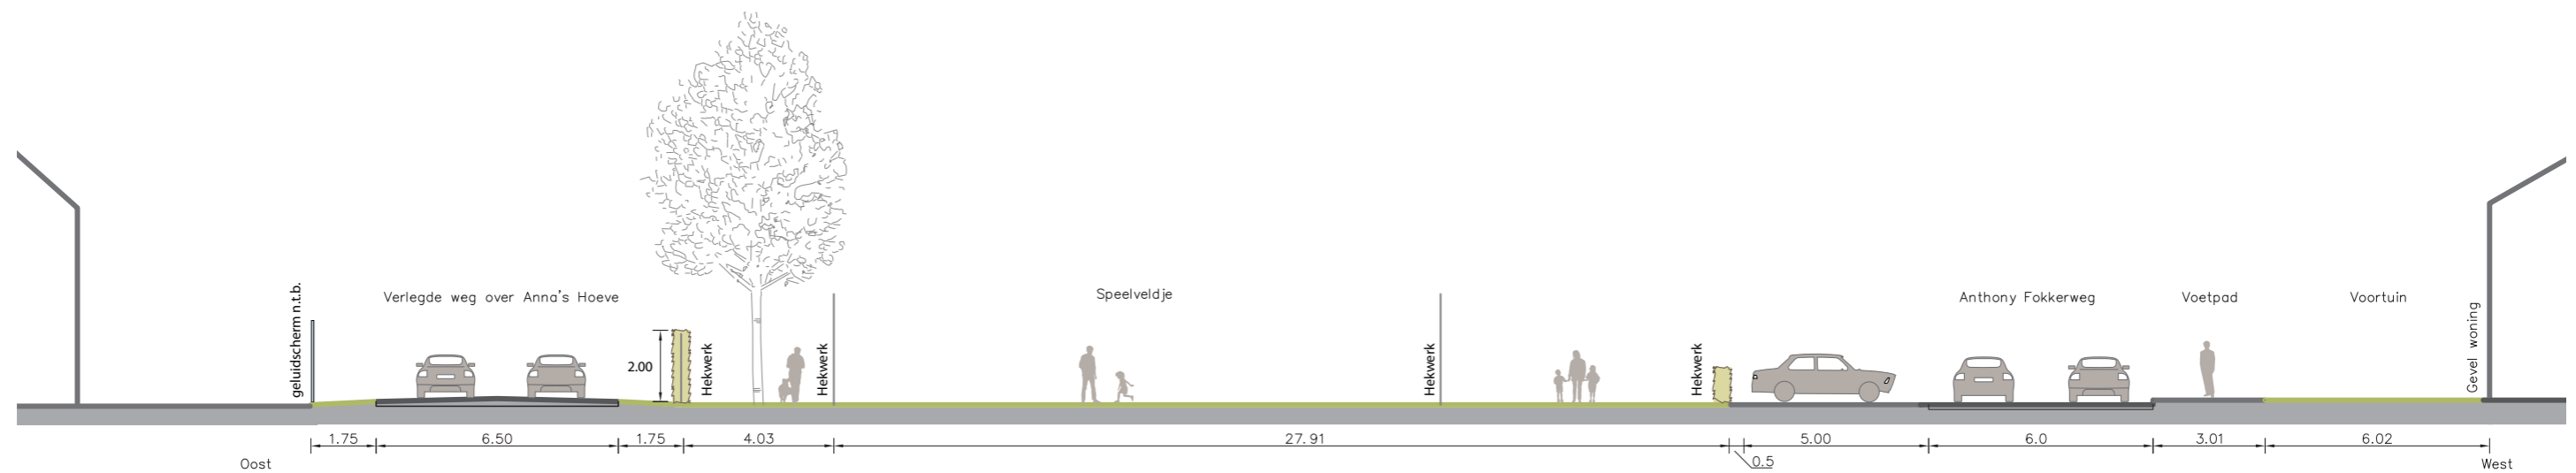 geluidscherm n.t.b.
Verlegde weg over Anna's Hoeve
2.00
Hekwerk
Hekwerk
Speelveldje
Hekwerk
Hekwerk
Anthony Fokkerweg
Voetpad
Voortuin
Gevel woning
1.75
6.50
1.75
4.03
27.91
0.5
5.00
6.0
3.01
6.02
Oost
West